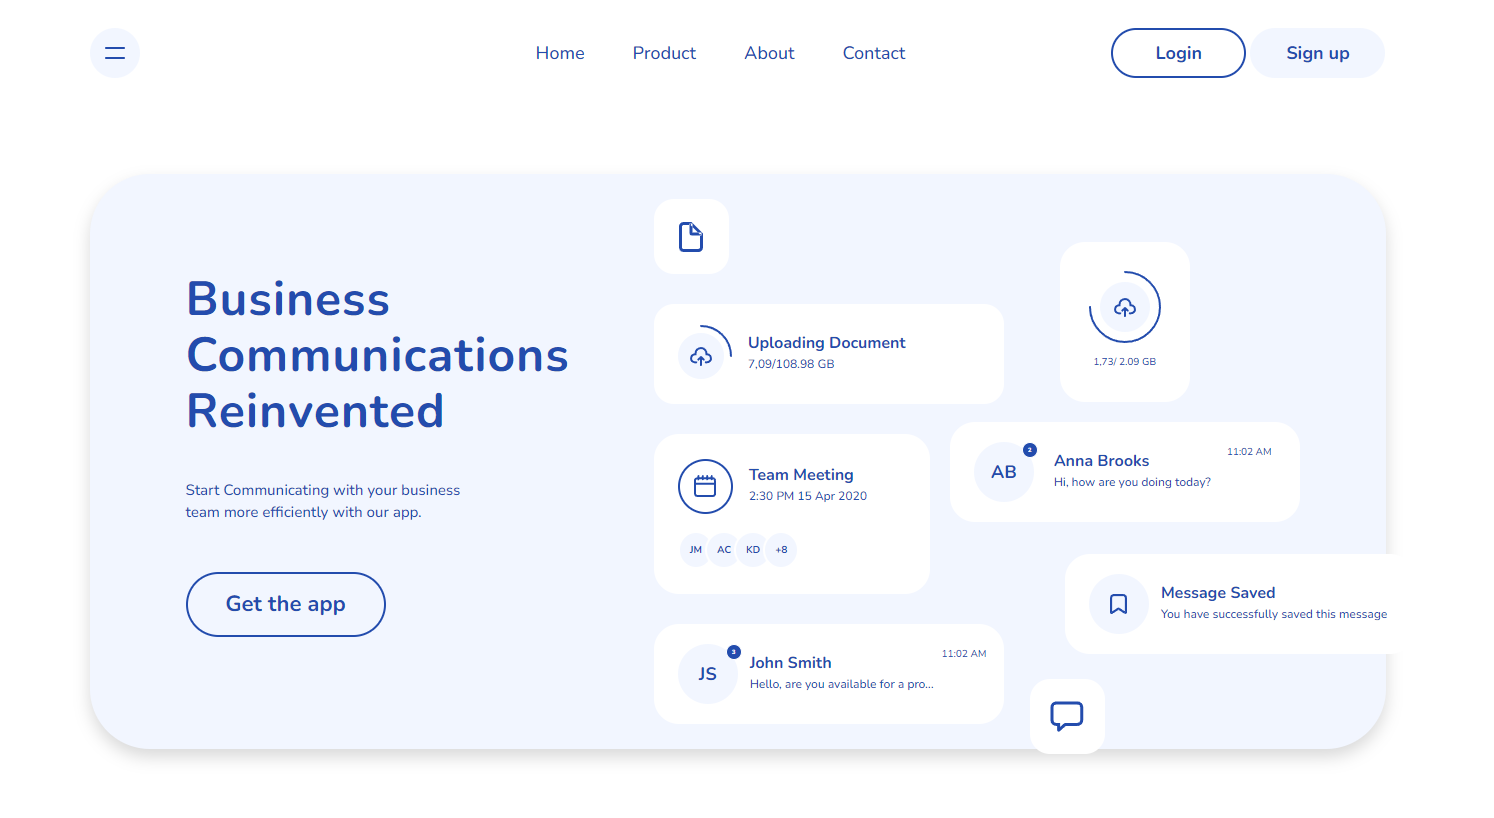 Home Product About Contact Login Sign up
Business
Communications
Reinvented
Start Communicating with your business
team more efficiently with our app.
Get the app
Uploading Document
7,09/108.98 GB
1,73/ 2.09 GB
Team Meeting
2:30 PM 15 Apr 2020
JM AC KD +8
AB
2
Anna Brooks
11:02 AM
Hi, how are you doing today?
Message Saved
You have successfully saved this message
JS
3
John Smith
11:02 AM
Hello, are you available for a pro...